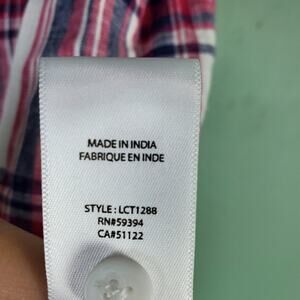 MADE IN INDIA
FABRIQUE EN INDE
STYLE : LCT1288
RN#59394
CA#51122